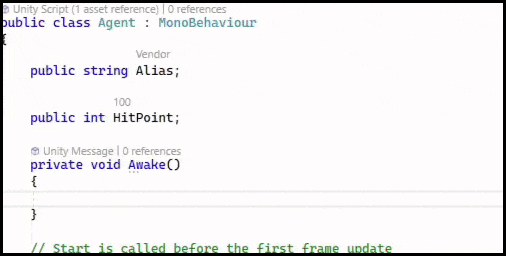 Unity Script (1 asset reference) | 0 references
public class Agent : MonoBehaviour
{
Vendor
public string Alias;
100
public int HitPoint;
Unity Message | 0 references
private void Awake()
{
}
// Start is called before the first frame update